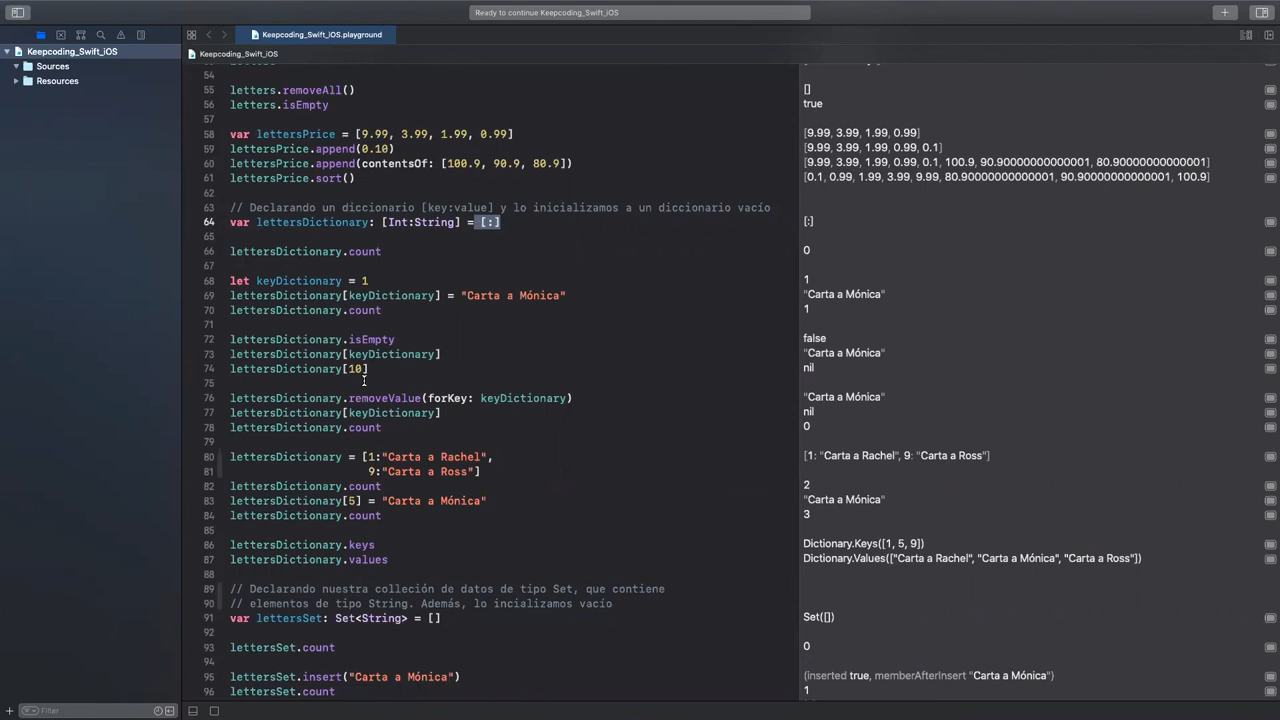 Ready to continue Keepcoding_Swift_iOS
Keepcoding_Swift_iOS.playground
Keepcoding_Swift_iOS
Keepcoding_Swift_iOS
Sources
Resources
54
55 letters.removeAll() []
56 letters.isEmpty true
57
58 var lettersPrice = [9.99, 3.99, 1.99, 0.99] [9.99, 3.99, 1.99, 0.99]
59 lettersPrice.append(0.10) [9.99, 3.99, 1.99, 0.99, 0.1]
60 lettersPrice.append(contentsOf: [100.9, 90.9, 80.9]) [9.99, 3.99, 1.99, 0.99, 0.1, 100.9, 90.90000000000001, 80.90000000000001]
61 lettersPrice.sort() [0.1, 0.99, 1.99, 3.99, 9.99, 80.90000000000001, 90.90000000000001, 100.9]
62
63 // Declarando un diccionario [key:value] y lo inicializamos a un diccionario vacío
64 var lettersDictionary: [Int:String] = [:] [:]
65
66 lettersDictionary.count 0
67
68 let keyDictionary = 1 1
69 lettersDictionary[keyDictionary] = "Carta a Mónica" "Carta a Mónica"
70 lettersDictionary.count 1
71
72 lettersDictionary.isEmpty false
73 lettersDictionary[keyDictionary] "Carta a Mónica"
74 lettersDictionary[10] nil
75
76 lettersDictionary.removeValue(forKey: keyDictionary) "Carta a Mónica"
77 lettersDictionary[keyDictionary] nil
78 lettersDictionary.count 0
79
80 lettersDictionary = [1:"Carta a Rachel", [1: "Carta a Rachel", 9: "Carta a Ross"]
81 9:"Carta a Ross"]
82 lettersDictionary.count 2
83 lettersDictionary[5] = "Carta a Mónica" "Carta a Mónica"
84 lettersDictionary.count 3
85
86 lettersDictionary.keys Dictionary.Keys([1, 5, 9])
87 lettersDictionary.values Dictionary.Values(["Carta a Rachel", "Carta a Mónica", "Carta a Ross"])
88
89 // Declarando nuestra colleción de datos de tipo Set, que contiene
90 // elementos de tipo String. Además, lo incializamos vacío
91 var lettersSet: Set<String> = [] Set([])
92
93 lettersSet.count 0
94
95 lettersSet.insert("Carta a Mónica") (inserted true, memberAfterInsert "Carta a Mónica")
96 lettersSet.count 1
Filter